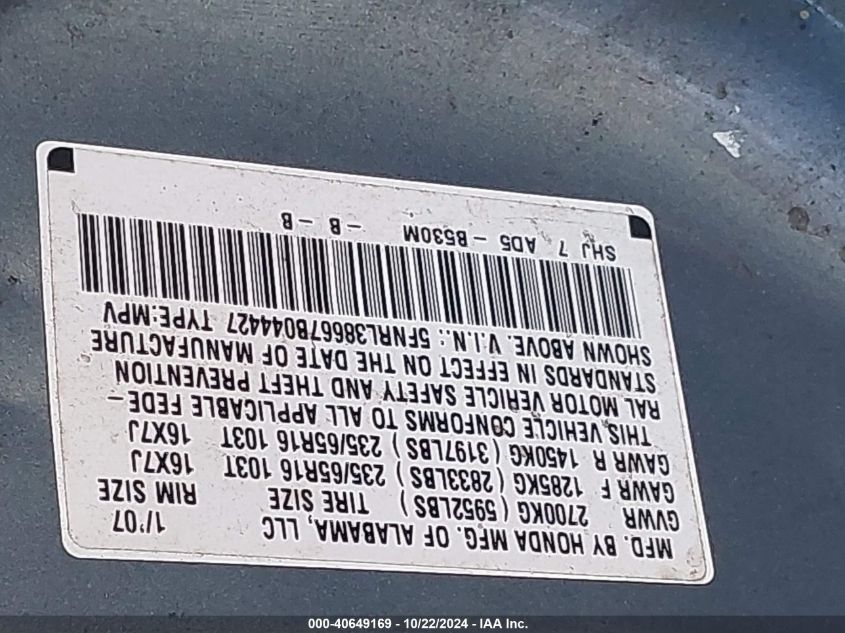 MFD. BY HONDA MFG. OF ALABAMA, LLC 1/'07
GVWR 2700KG ( 5952LBS ) TIRE SIZE RIM SIZE
GAWR F 1285KG ( 2833LBS ) 235/65R16 103T 16X7J
GAWR R 1450KG ( 3197LBS ) 235/65R16 103T 16X7J
THIS VEHICLE CONFORMS TO ALL APPLICABLE FEDE-
RAL MOTOR VEHICLE SAFETY AND THEFT PREVENTION
STANDARDS IN EFFECT ON THE DATE OF MANUFACTURE
SHOWN ABOVE. V.I.N.: 5FNRL38667B044427 TYPE:MPV
SHJ 7 AD5 - B530M - B - B
000-40649169 - 10/22/2024 - IAA Inc.